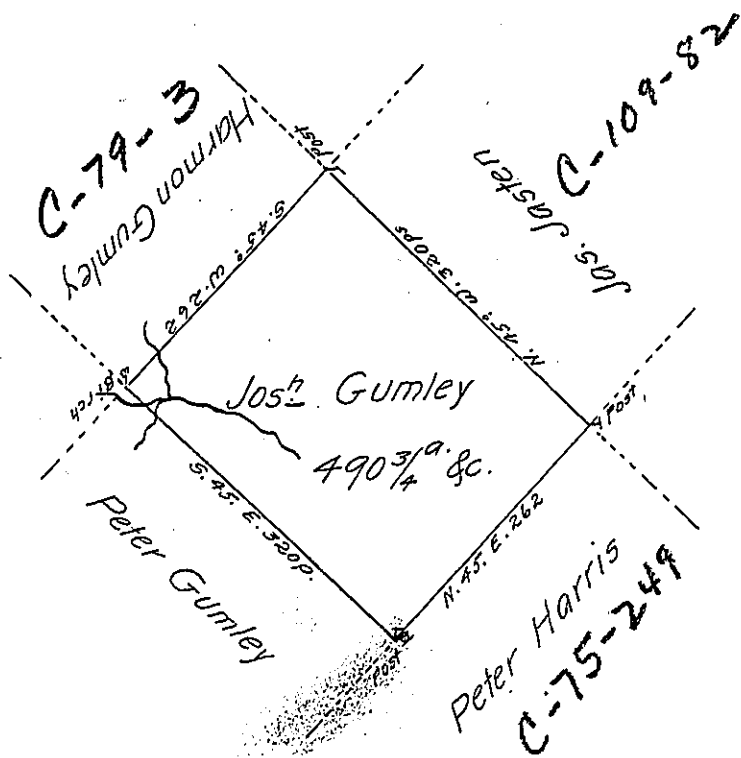 C-79-3
Harmon Gumley
C-109-82
Jas. Jasten
Post
S. 45° W. 262
N. 45° W. 320ps
Birch
Josh Gumley
490 3/4 a. &c.
Post
S. 45. E. 320p.
N. 45. E. 262
Peter Gumley
Post
Peter Harris
C-75-249